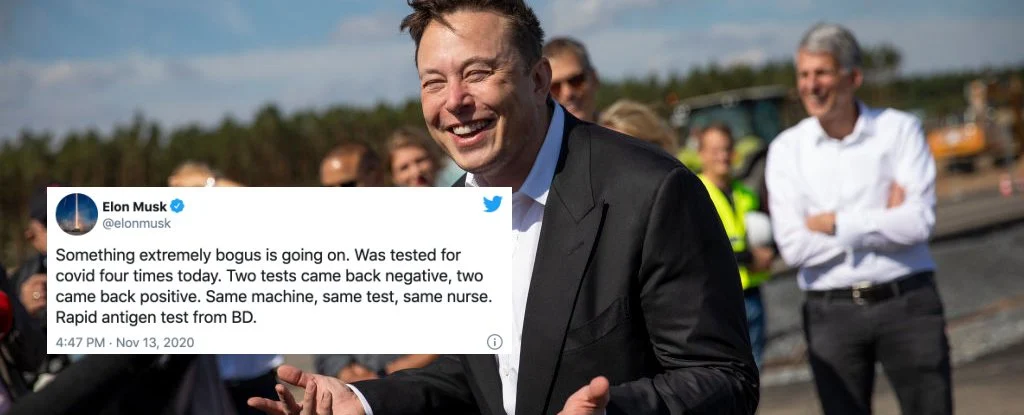 Elon Musk
@elonmusk
Something extremely bogus is going on. Was tested for
covid four times today. Two tests came back negative, two
came back positive. Same machine, same test, same nurse.
Rapid antigen test from BD.
4:47 PM · Nov 13, 2020